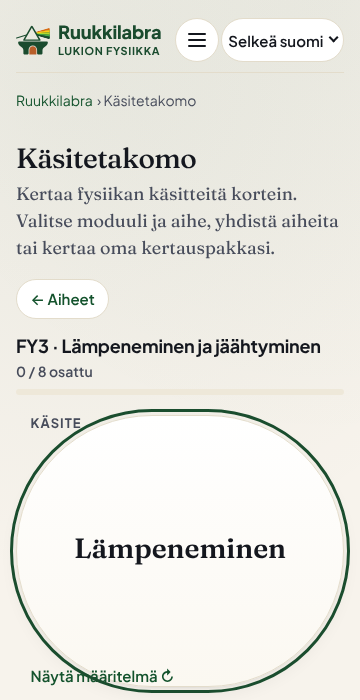 Ruukkilabra
LUKION FYSIIKKA
Selkeä suomi
Ruukkilabra › Käsitetakomo
Käsitetakomo
Kertaa fysiikan käsitteitä kortein.
Valitse moduuli ja aihe, yhdistä aiheita
tai kertaa oma kertauspakkasi.
← Aiheet
FY3 · Lämpeneminen ja jäähtyminen
0 / 8 osattu
KÄSITE
Lämpeneminen
Näytä määritelmä ↻